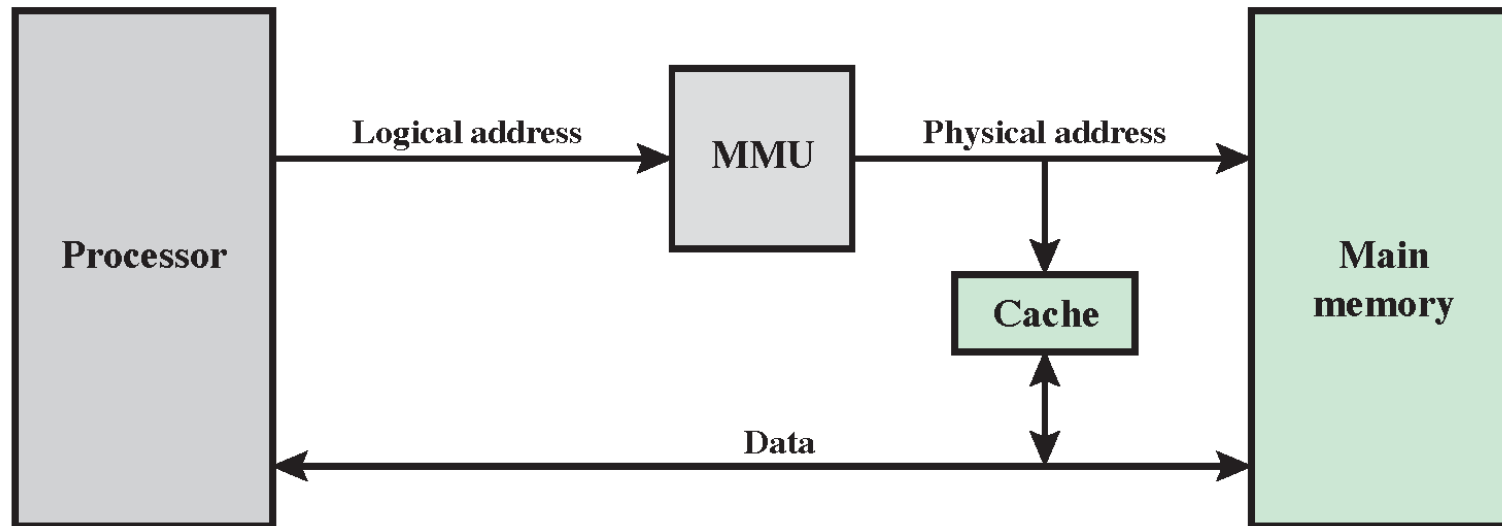 Logical address
MMU
Physical address
Processor
Cache
Main
memory
Data